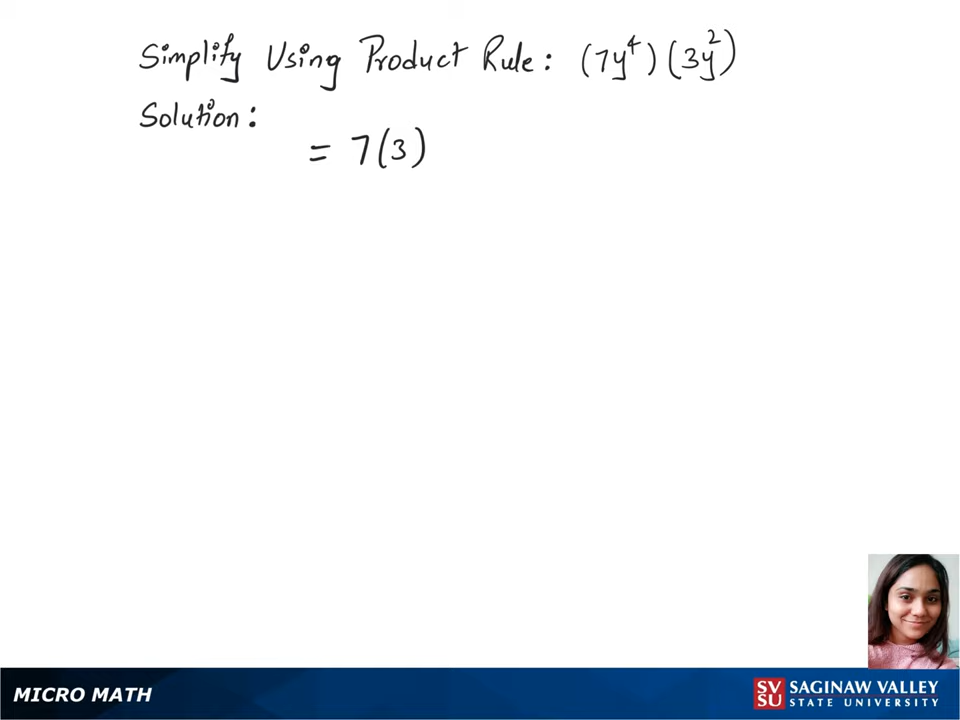 Simplify Using Product Rule: (7y⁴)(3y²)
Solution:
= 7(3)
MICRO MATH
SV SU SAGINAW VALLEY
STATE UNIVERSITY